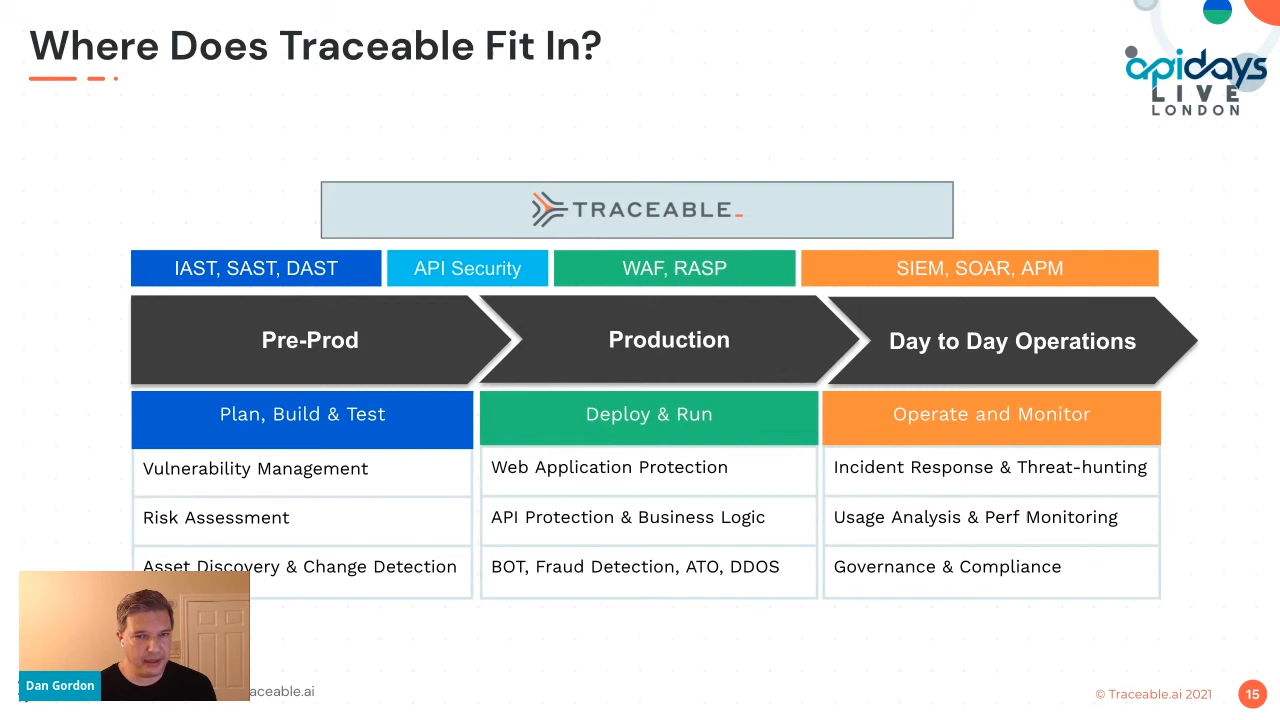 Where Does Traceable Fit In?
apidays
LIVE
LONDON
TRACEABLE
IAST, SAST, DAST
API Security
WAF, RASP
SIEM, SOAR, APM
Pre-Prod
Production
Day to Day Operations
Plan, Build & Test
Deploy & Run
Operate and Monitor
Vulnerability Management
Web Application Protection
Incident Response & Threat-hunting
Risk Assessment
API Protection & Business Logic
Usage Analysis & Perf Monitoring
Asset Discovery & Change Detection
BOT, Fraud Detection, ATO, DDOS
Governance & Compliance
Dan Gordon
aceable.ai
© Traceable.ai 2021
15